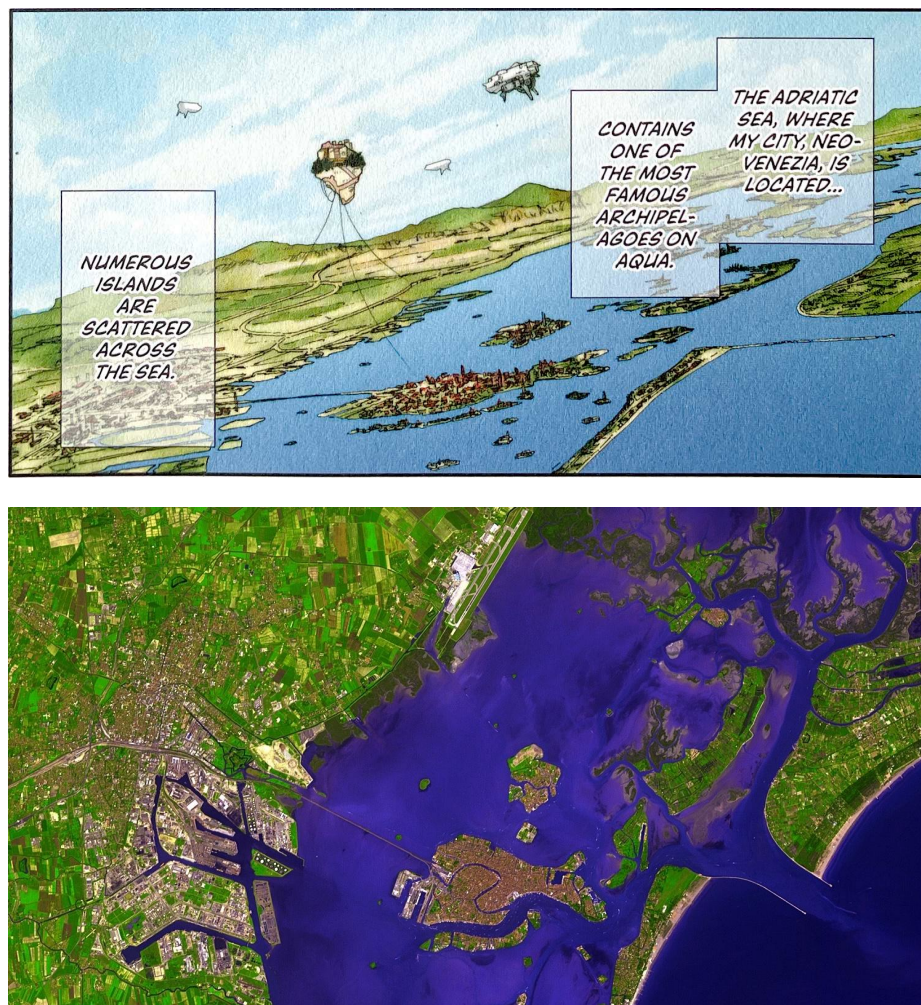 THE ADRIATIC
SEA, WHERE
MY CITY, NEO-
VENEZIA, IS
LOCATED...
CONTAINS
ONE OF
THE MOST
FAMOUS
ARCHIPEL-
AGOES ON
AQUA.
NUMEROUS
ISLANDS
ARE
SCATTERED
ACROSS
THE SEA.